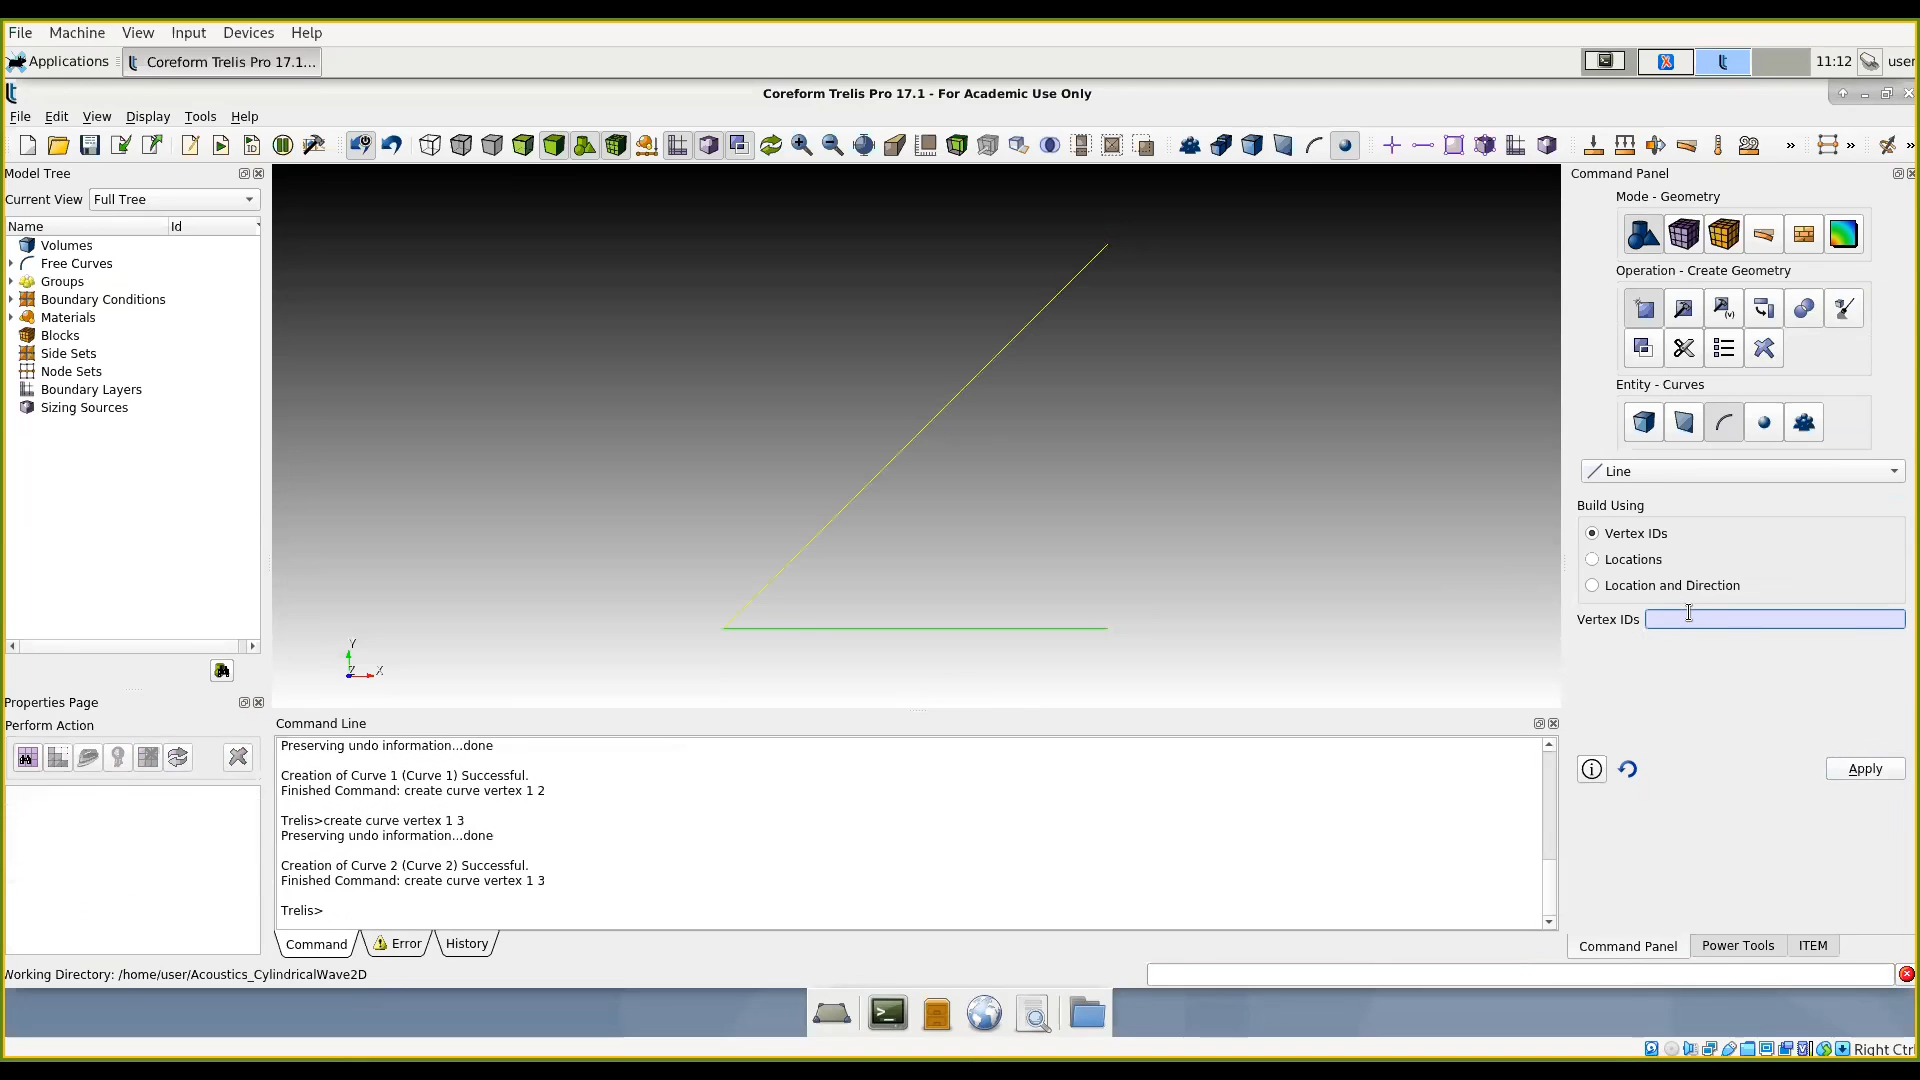 File Machine View Input Devices Help
Applications Coreform Trelis Pro 17.1... 11:12 user
Coreform Trelis Pro 17.1 - For Academic Use Only
File Edit View Display Tools Help
Model Tree
Current View Full Tree
Name Id
Volumes
Free Curves
Groups
Boundary Conditions
Materials
Blocks
Side Sets
Node Sets
Boundary Layers
Sizing Sources
Properties Page
Perform Action
Y
Z X
Command Line
Preserving undo information...done
Creation of Curve 1 (Curve 1) Successful.
Finished Command: create curve vertex 1 2
Trelis>create curve vertex 1 3
Preserving undo information...done
Creation of Curve 2 (Curve 2) Successful.
Finished Command: create curve vertex 1 3
Trelis>
Command Error History
Command Panel
Mode - Geometry
Operation - Create Geometry
(v)
Entity - Curves
Line
Build Using
Vertex IDs
Locations
Location and Direction
Vertex IDs
Apply
Command Panel Power Tools ITEM
Working Directory: /home/user/Acoustics_CylindricalWave2D
Right Ctrl